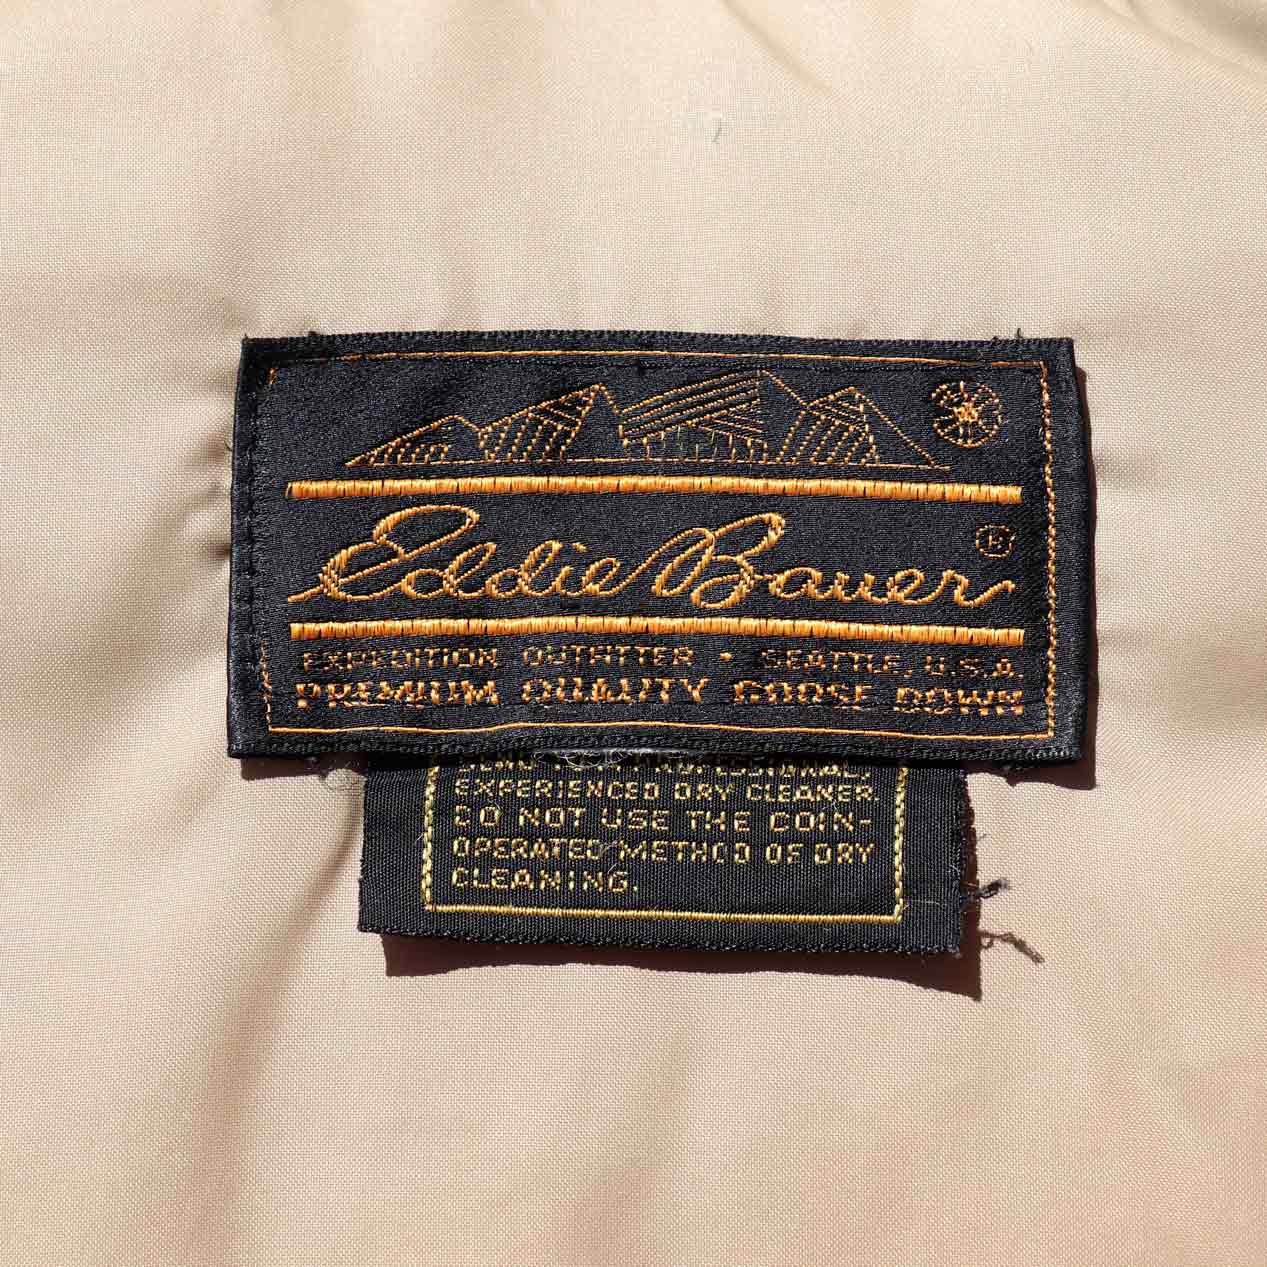 Eddie Bauer ®
EXPEDITION OUTFITTER • SEATTLE, U.S.A.
PREMIUM QUALITY GOOSE DOWN
PROFESSIONAL,
EXPERIENCED DRY CLEANER.
DO NOT USE THE COIN-
OPERATED METHOD OF DRY
CLEANING.